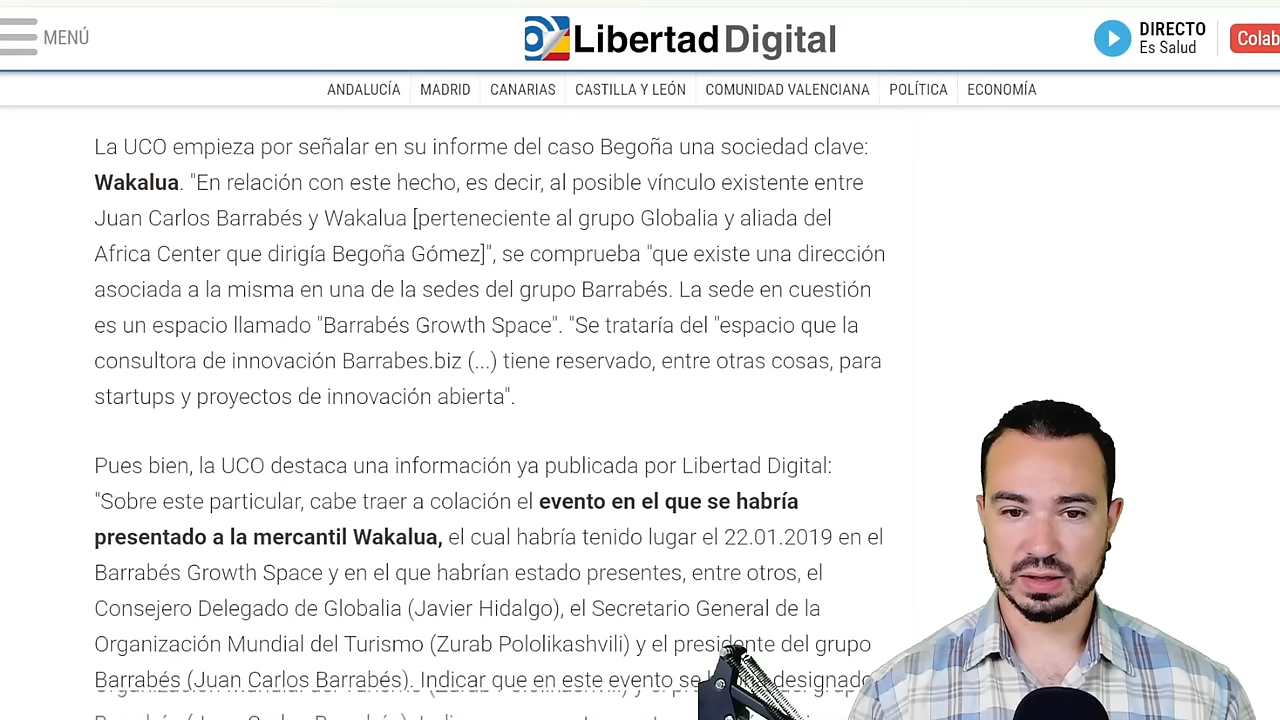 MENÚ
Libertad Digital
DIRECTO
Es Salud
Colab
ANDALUCÍA MADRID CANARIAS CASTILLA Y LEÓN COMUNIDAD VALENCIANA POLÍTICA ECONOMÍA
La UCO empieza por señalar en su informe del caso Begoña una sociedad clave:
Wakalua. "En relación con este hecho, es decir, al posible vínculo existente entre
Juan Carlos Barrabés y Wakalua [perteneciente al grupo Globalia y aliada del
Africa Center que dirigía Begoña Gómez]", se comprueba "que existe una dirección
asociada a la misma en una de la sedes del grupo Barrabés. La sede en cuestión
es un espacio llamado "Barrabés Growth Space". "Se trataría del "espacio que la
consultora de innovación Barrabes.biz (...) tiene reservado, entre otras cosas, para
startups y proyectos de innovación abierta".
Pues bien, la UCO destaca una información ya publicada por Libertad Digital:
"Sobre este particular, cabe traer a colación el evento en el que se habría
presentado a la mercantil Wakalua, el cual habría tenido lugar el 22.01.2019 en el
Barrabés Growth Space y en el que habrían estado presentes, entre otros, el
Consejero Delegado de Globalia (Javier Hidalgo), el Secretario General de la
Organización Mundial del Turismo (Zurab Pololikashvili) y el presidente del grupo
Barrabés (Juan Carlos Barrabés). Indicar que en este evento se designado